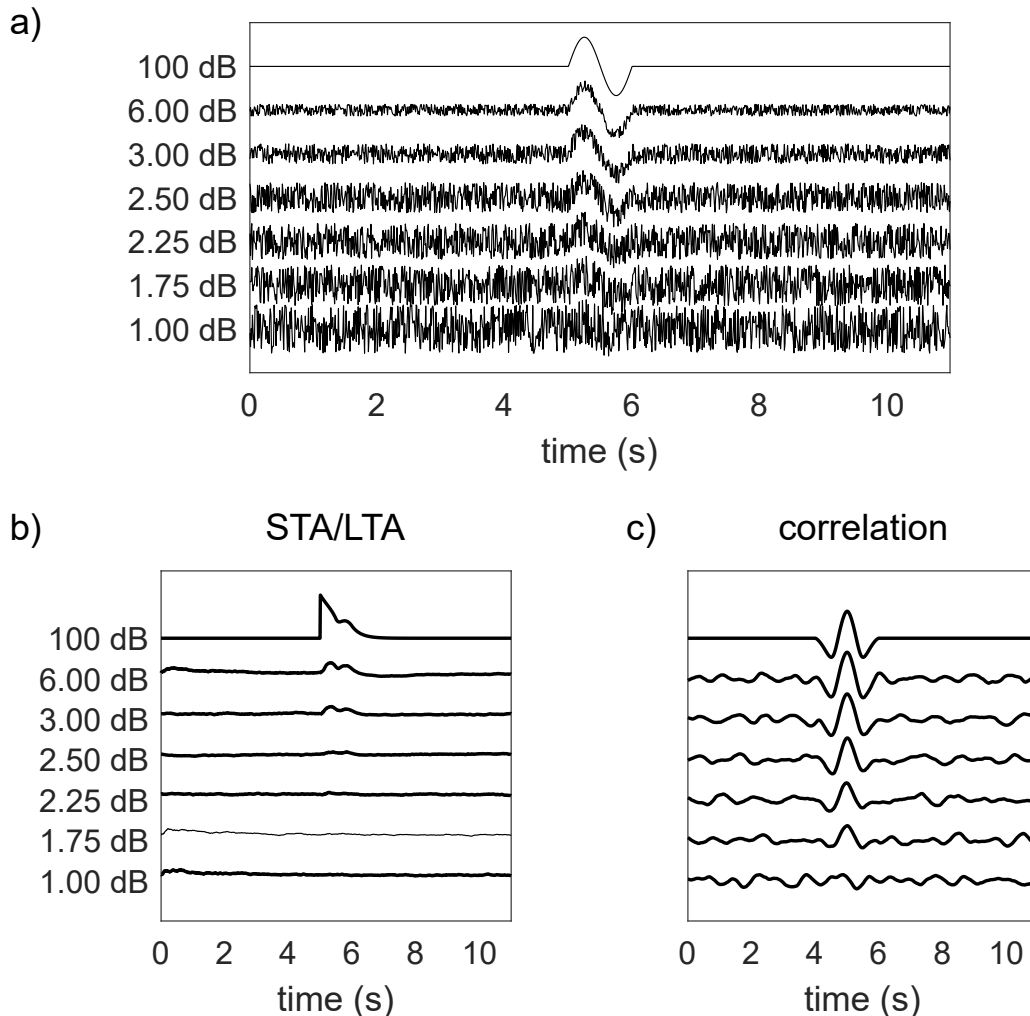 a)
100 dB
6.00 dB
3.00 dB
2.50 dB
2.25 dB
1.75 dB
1.00 dB
0 2 4 6 8 10
time (s)
b) STA/LTA
100 dB
6.00 dB
3.00 dB
2.50 dB
2.25 dB
1.75 dB
1.00 dB
0 2 4 6 8 10
time (s)
c) correlation
0 2 4 6 8 10
time (s)